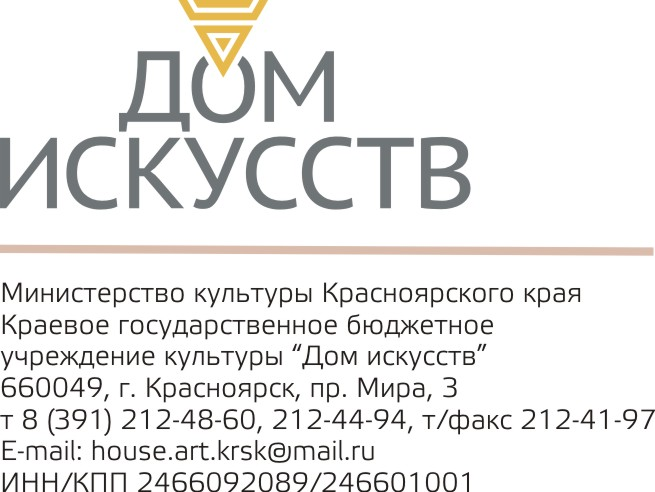 ДОМ
ИСКУССТВ
Министерство культуры Красноярского края
Краевое государственное бюджетное
учреждение культуры “Дом искусств”
660049, г. Красноярск, пр. Мира, 3
т 8 (391) 212-48-60, 212-44-94, т/факс 212-41-97
E-mail: house.art.krsk@mail.ru
ИНН/КПП 2466092089/246601001